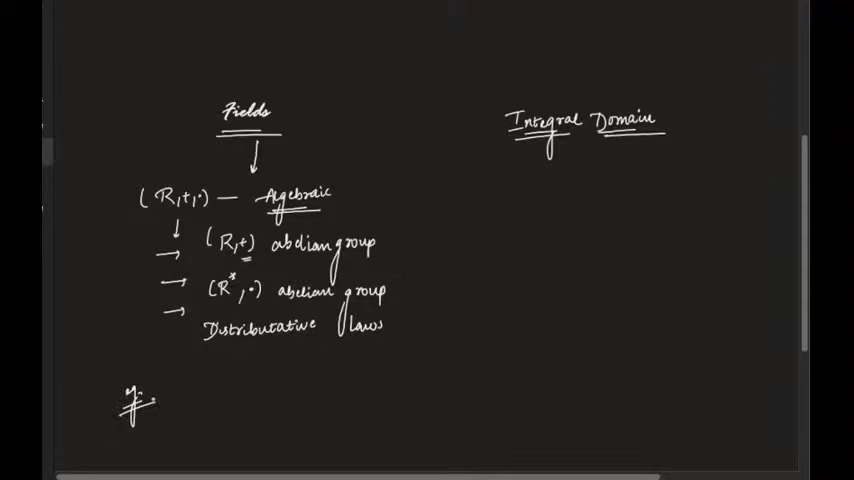 Fields
(R,+,·) — Algebraic
(R,+) abelian group
(R*,·) abelian group
Distributative laws
Integral Domain